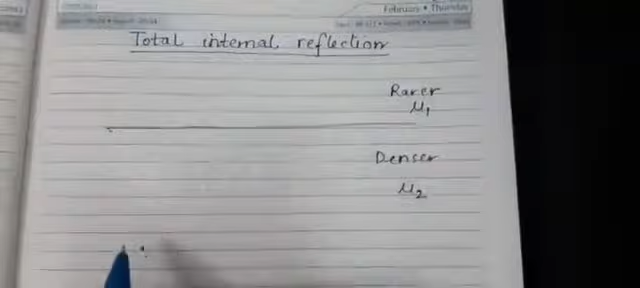 February • Thursday
Total internal reflection
Rarer
μ₁
Denser
μ₂